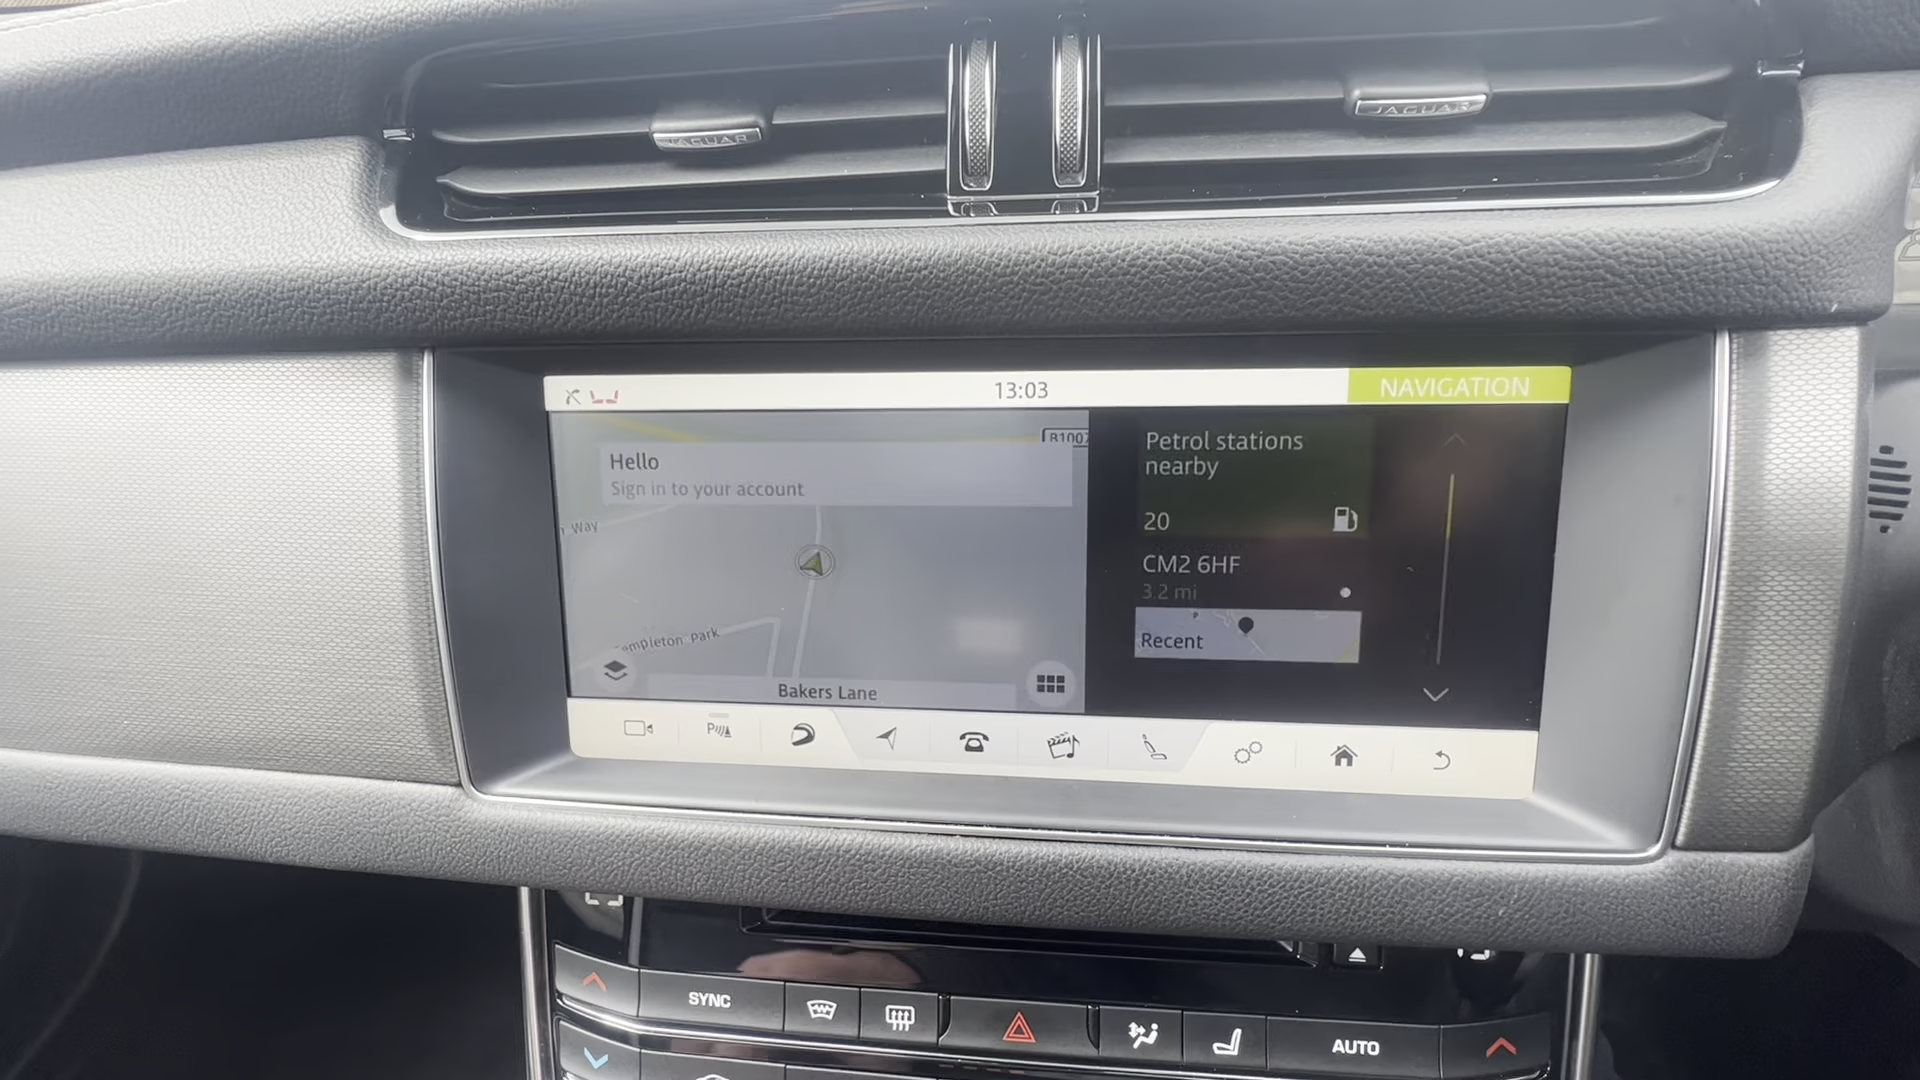 JAGUAR
JAGUAR
13:03
NAVIGATION
B1007
Hello
Sign in to your account
Way
Templeton Park
Bakers Lane
Petrol stations
nearby
20
CM2 6HF
3.2 mi
Recent
P
SYNC
AUTO